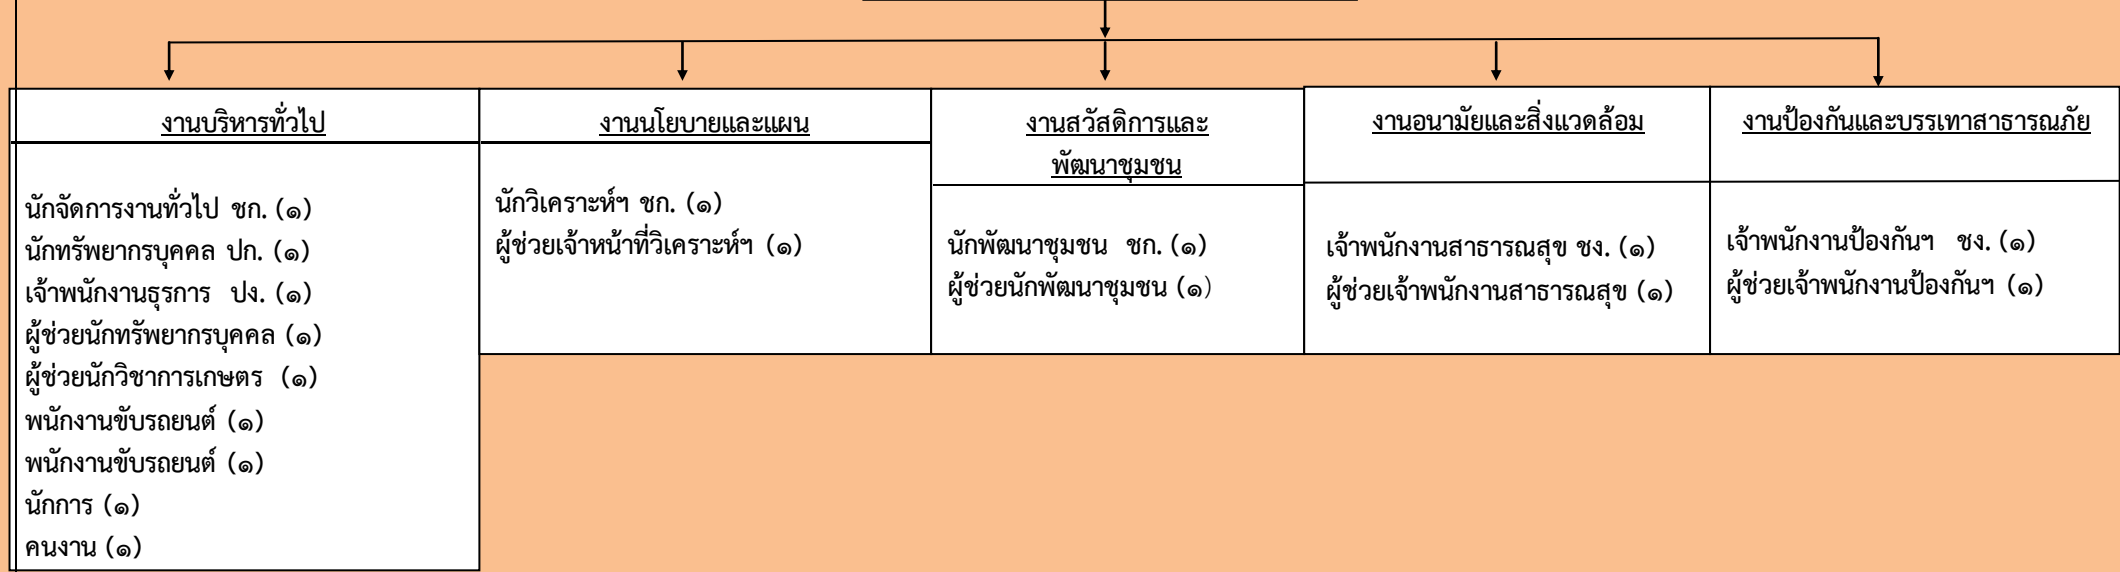 งานบริหารทั่วไป
นักจัดการงานทั่วไป ชก. (๑)
นักทรัพยากรบุคคล ปก. (๑)
เจ้าพนักงานธุรการ ปง. (๑)
ผู้ช่วยนักทรัพยากรบุคคล (๑)
ผู้ช่วยนักวิชาการเกษตร (๑)
พนักงานขับรถยนต์ (๑)
พนักงานขับรถยนต์ (๑)
นักการ (๑)
คนงาน (๑)
งานนโยบายและแผน
นักวิเคราะห์ฯ ชก. (๑)
ผู้ช่วยเจ้าหน้าที่วิเคราะห์ฯ (๑)
งานสวัสดิการและ
พัฒนาชุมชน
นักพัฒนาชุมชน ชก. (๑)
ผู้ช่วยนักพัฒนาชุมชน (๑)
งานอนามัยและสิ่งแวดล้อม
เจ้าพนักงานสาธารณสุข ชง. (๑)
ผู้ช่วยเจ้าพนักงานสาธารณสุข (๑)
งานป้องกันและบรรเทาสาธารณภัย
เจ้าพนักงานป้องกันฯ ชง. (๑)
ผู้ช่วยเจ้าพนักงานป้องกันฯ (๑)